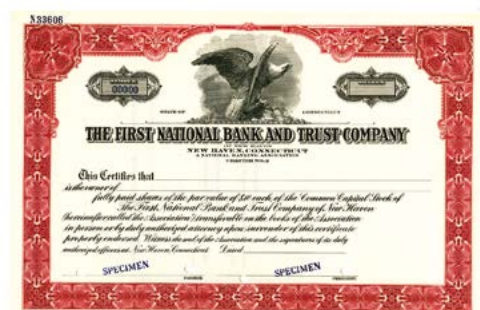 N33606
NUMBER
00000
SHARES
STATE OF CONNECTICUT
THE FIRST NATIONAL BANK AND TRUST COMPANY
OF NEW HAVEN
NEW HAVEN, CONNECTICUT
A NATIONAL BANKING ASSOCIATION
This Certifies that
is the owner of
fully paid shares of the par value of $10 each, of the Common Capital Stock of
The First National Bank and Trust Company of New Haven
(hereinafter called the Association) transferable on the books of the Association
in person or by duly authorized attorney upon surrender of this certificate
properly endorsed. Witness the seal of the Association and the signatures of its duly
authorized officers at New Haven, Connecticut. Dated
SPECIMEN SPECIMEN
CASHIER PRESIDENT